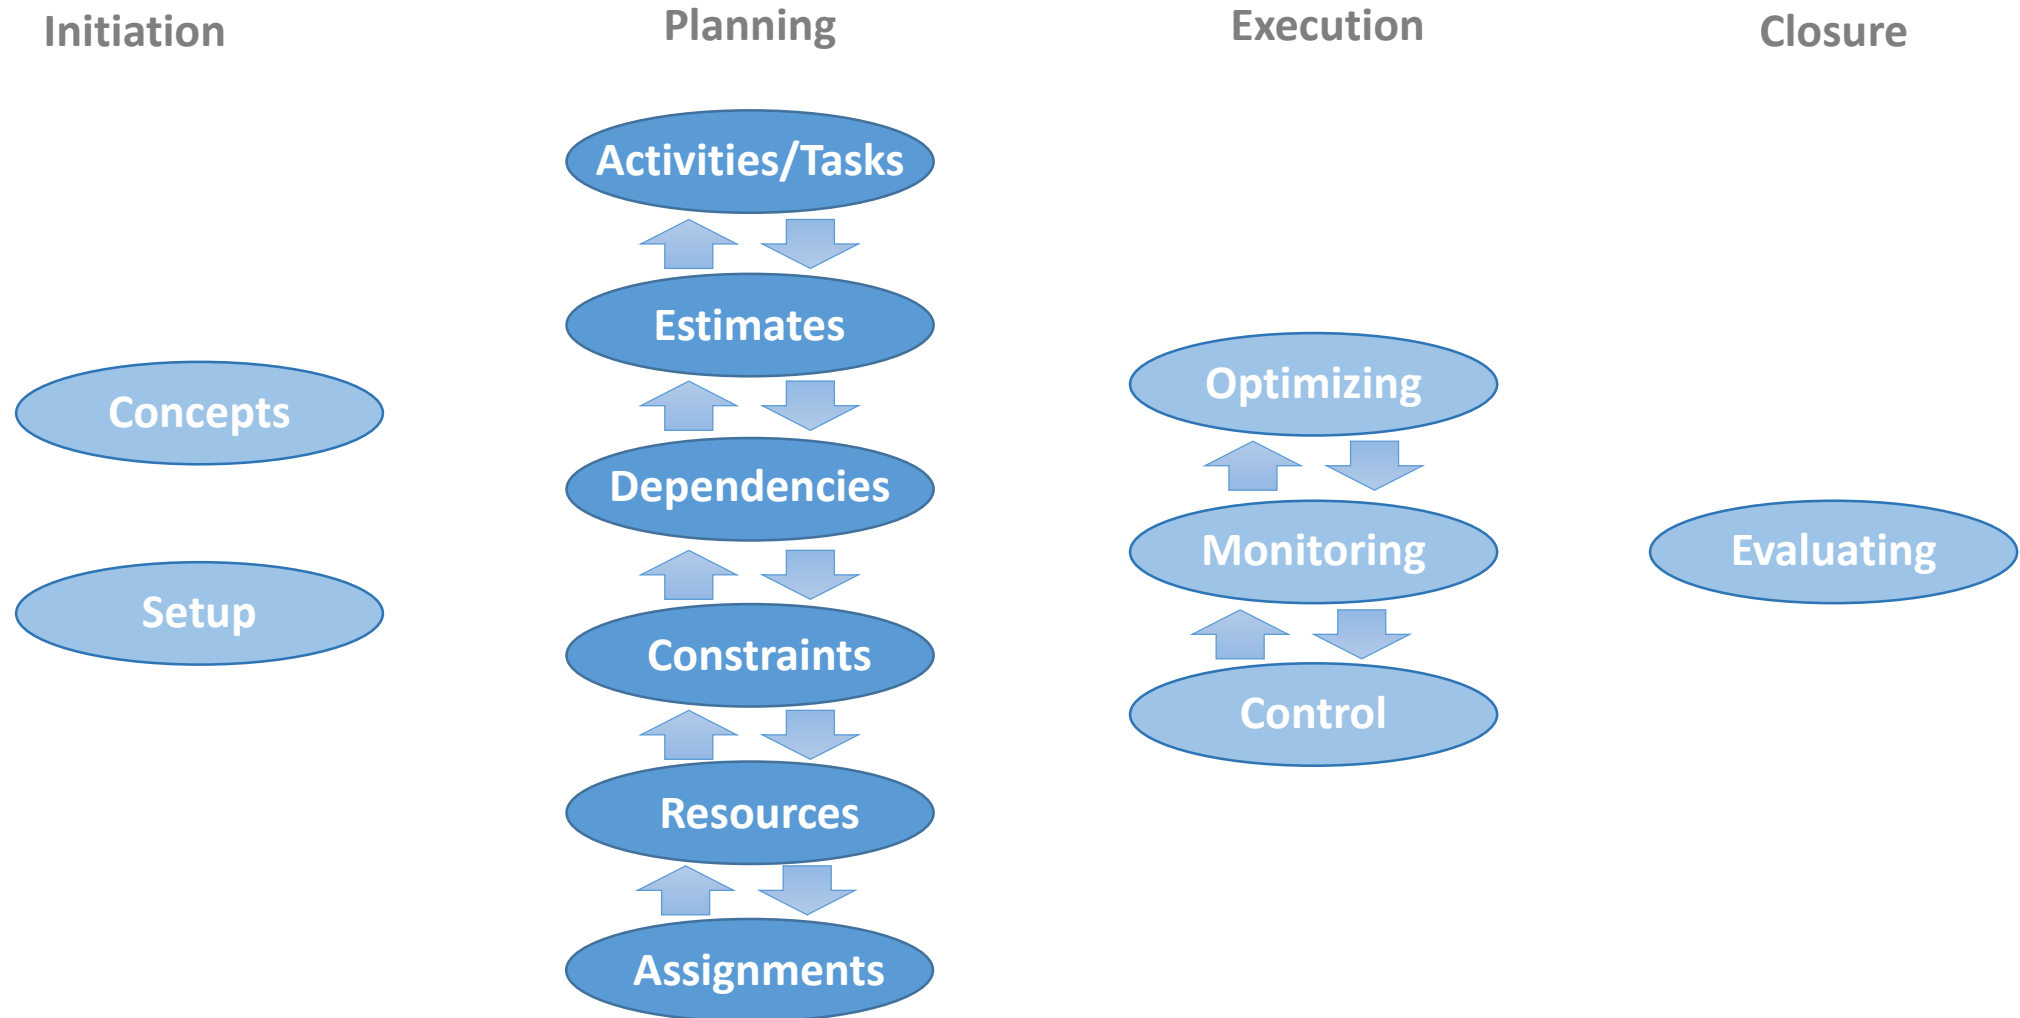 Initiation
Planning
Execution
Closure
Activities/Tasks
Estimates
Dependencies
Constraints
Resources
Assignments
Concepts
Setup
Optimizing
Monitoring
Control
Evaluating